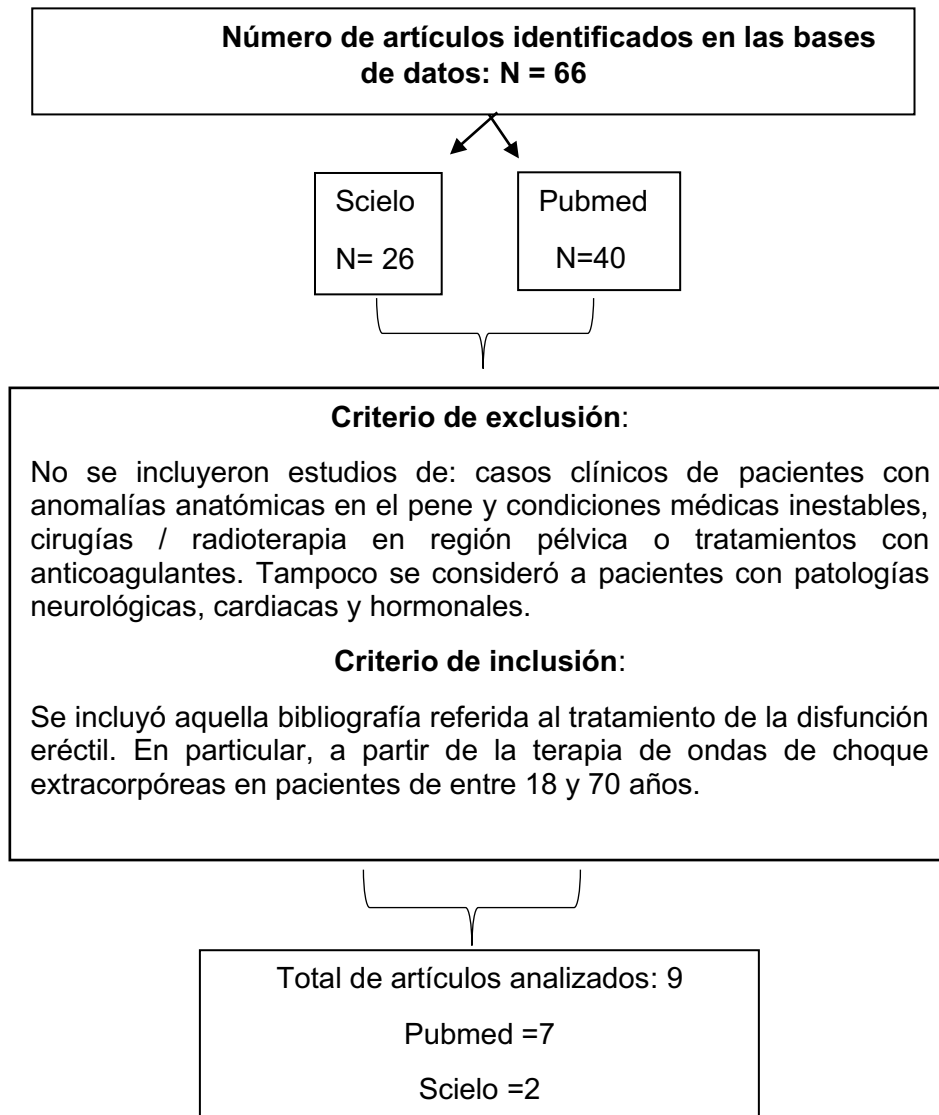 Número de artículos identificados en las bases
de datos: N = 66
Scielo
N= 26
Pubmed
N=40
Criterio de exclusión:
No se incluyeron estudios de: casos clínicos de pacientes con
anomalías anatómicas en el pene y condiciones médicas inestables,
cirugías / radioterapia en región pélvica o tratamientos con
anticoagulantes. Tampoco se consideró a pacientes con patologías
neurológicas, cardiacas y hormonales.
Criterio de inclusión:
Se incluyó aquella bibliografía referida al tratamiento de la disfunción
eréctil. En particular, a partir de la terapia de ondas de choque
extracorpóreas en pacientes de entre 18 y 70 años.
Total de artículos analizados: 9
Pubmed =7
Scielo =2